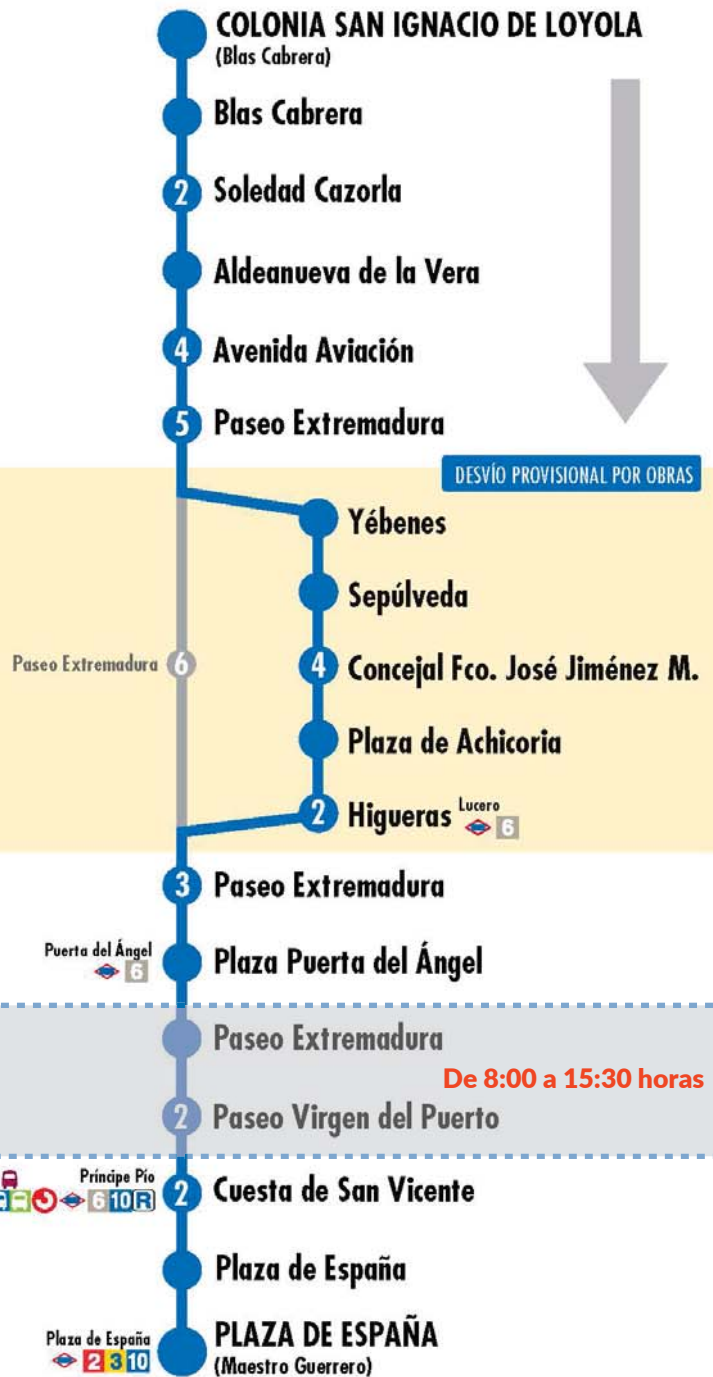 COLONIA SAN IGNACIO DE LOYOLA
(Blas Cabrera)
Blas Cabrera
2 Soledad Cazorla
Aldeanueva de la Vera
4 Avenida Aviación
5 Paseo Extremadura
DESVÍO PROVISIONAL POR OBRAS
Yébenes
Sepúlveda
Paseo Extremadura 6
4 Concejal Fco. José Jiménez M.
Plaza de Achicoria
2 Higueras Lucero
6
3 Paseo Extremadura
Puerta del Ángel
6
Plaza Puerta del Ángel
Paseo Extremadura
De 8:00 a 15:30 horas
2 Paseo Virgen del Puerto
Príncipe Pío
6 10 R
2 Cuesta de San Vicente
Plaza de España
Plaza de España
2 3 10
PLAZA DE ESPAÑA
(Maestro Guerrero)